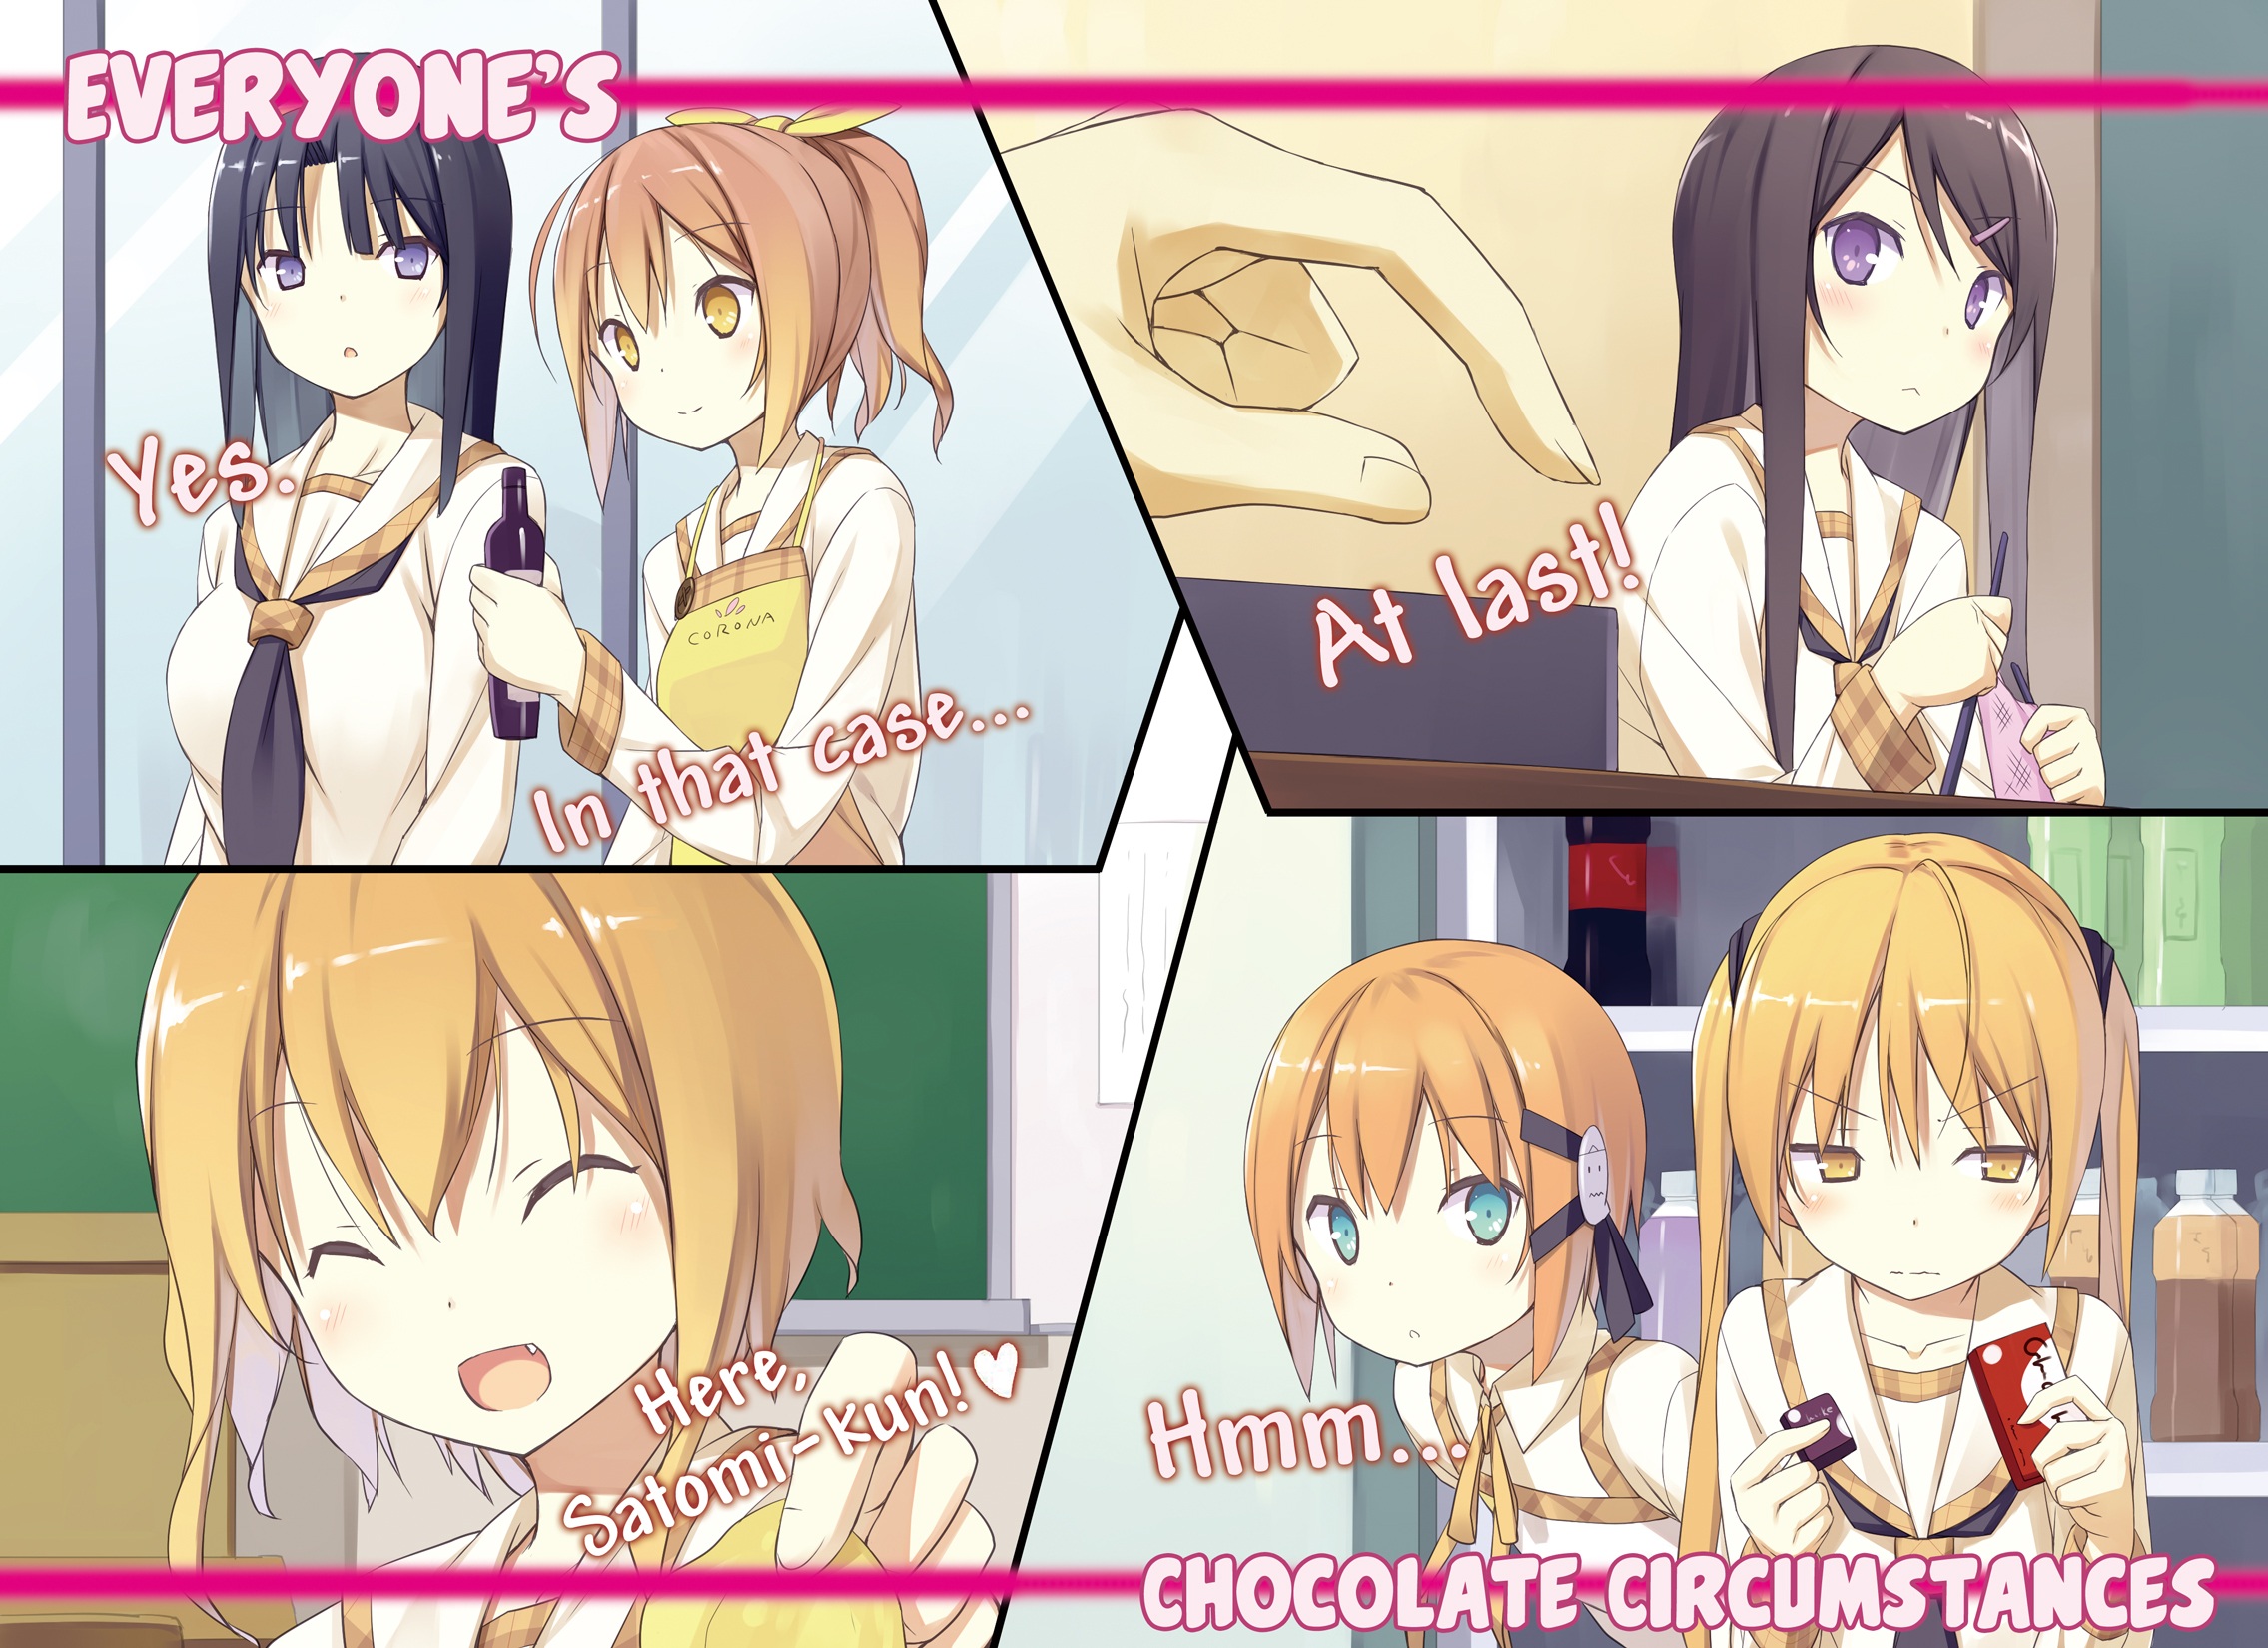 EVERYONE'S
Yes.
CORONA
In that case...
At last!
Here,
Satomi-kun!♥
Hmm...
CHOCOLATE CIRCUMSTANCES